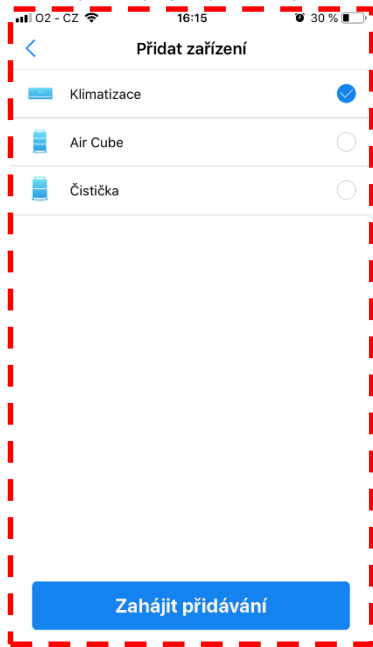 O2 - CZ 16:15 30 %
Přidat zařízení
Klimatizace
Air Cube
Čistička
Zahájit přidávání